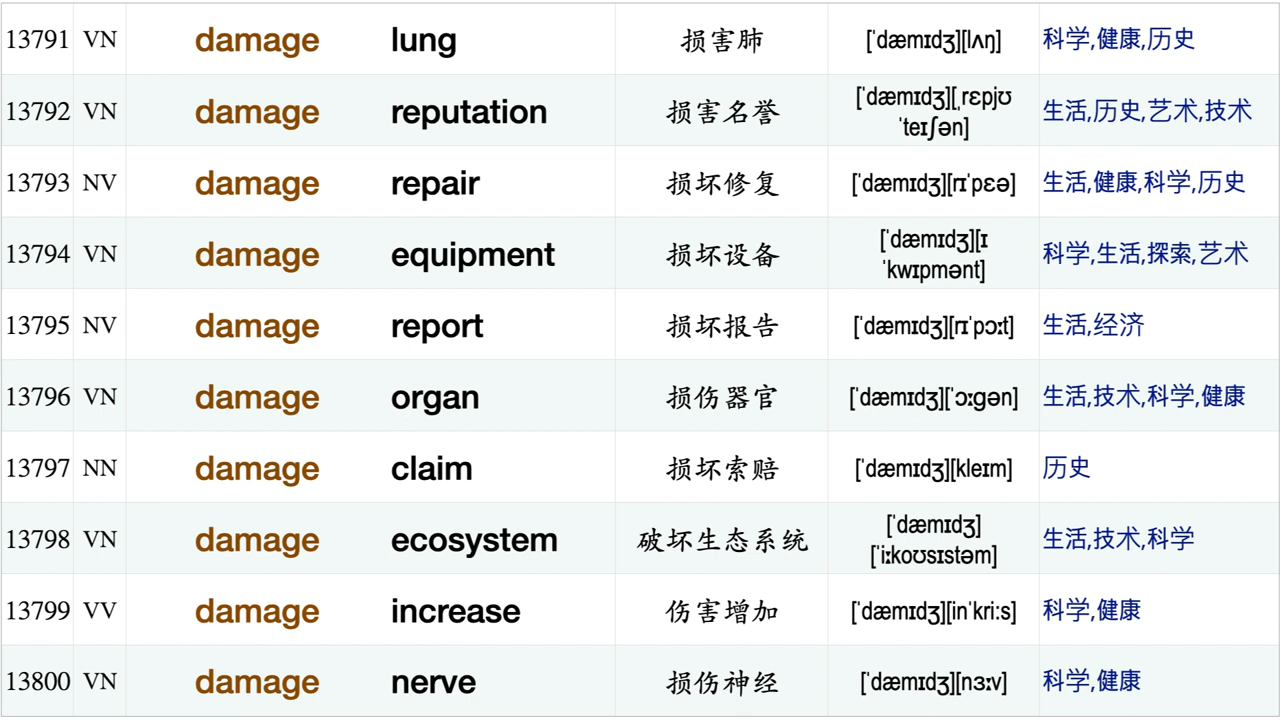 13791 VN damage lung 损害肺 [ˈdæmɪdʒ][lʌŋ] 科学,健康,历史
13792 VN damage reputation 损害名誉 [ˈdæmɪdʒ][ˌrɛpjʊ
ˈteɪʃən] 生活,历史,艺术,技术
13793 NV damage repair 损坏修复 [ˈdæmɪdʒ][rɪˈpɛə] 生活,健康,科学,历史
13794 VN damage equipment 损坏设备 [ˈdæmɪdʒ][ɪ
ˈkwɪpmənt] 科学,生活,探索,艺术
13795 NV damage report 损坏报告 [ˈdæmɪdʒ][rɪˈpɔːt] 生活,经济
13796 VN damage organ 损伤器官 [ˈdæmɪdʒ][ˈɔːɡən] 生活,技术,科学,健康
13797 NN damage claim 损坏索赔 [ˈdæmɪdʒ][kleɪm] 历史
13798 VN damage ecosystem 破坏生态系统 [ˈdæmɪdʒ]
[ˈiːkoʊsɪstəm] 生活,技术,科学
13799 VV damage increase 伤害增加 [ˈdæmɪdʒ][inˈkri:s] 科学,健康
13800 VN damage nerve 损伤神经 [ˈdæmɪdʒ][nɜːv] 科学,健康